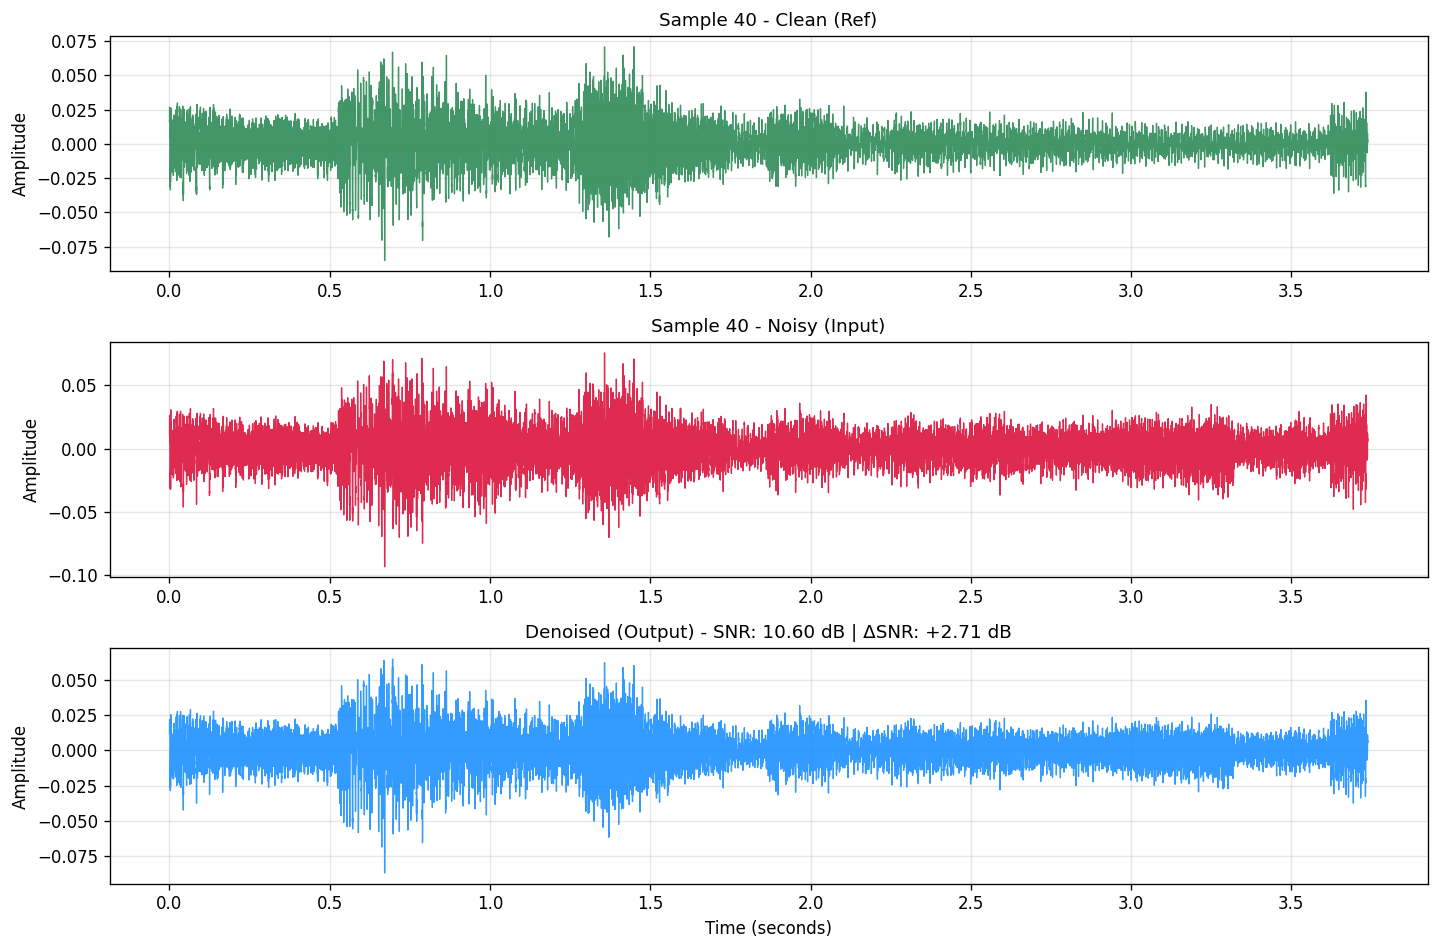 Sample 40 - Clean (Ref)
Amplitude
0.075
0.050
0.025
0.000
−0.025
−0.050
−0.075
0.0 0.5 1.0 1.5 2.0 2.5 3.0 3.5
Sample 40 - Noisy (Input)
Amplitude
0.05
0.00
−0.05
−0.10
0.0 0.5 1.0 1.5 2.0 2.5 3.0 3.5
Denoised (Output) - SNR: 10.60 dB | ΔSNR: +2.71 dB
Amplitude
0.050
0.025
0.000
−0.025
−0.050
−0.075
0.0 0.5 1.0 1.5 2.0 2.5 3.0 3.5
Time (seconds)